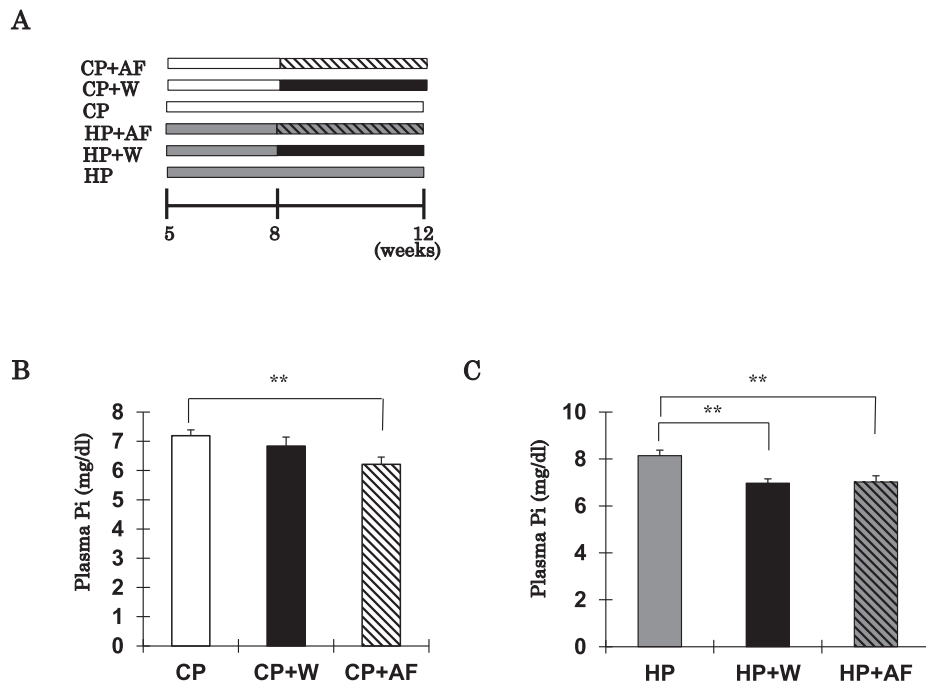 A
CP+AF
CP+W
CP
HP+AF
HP+W
HP
5 8 12
(weeks)
B
**
Plasma Pi (mg/dl)
8
7
6
5
4
3
2
1
0
CP CP+W CP+AF
C
**
**
Plasma Pi (mg/dl)
10
8
6
4
2
0
HP HP+W HP+AF